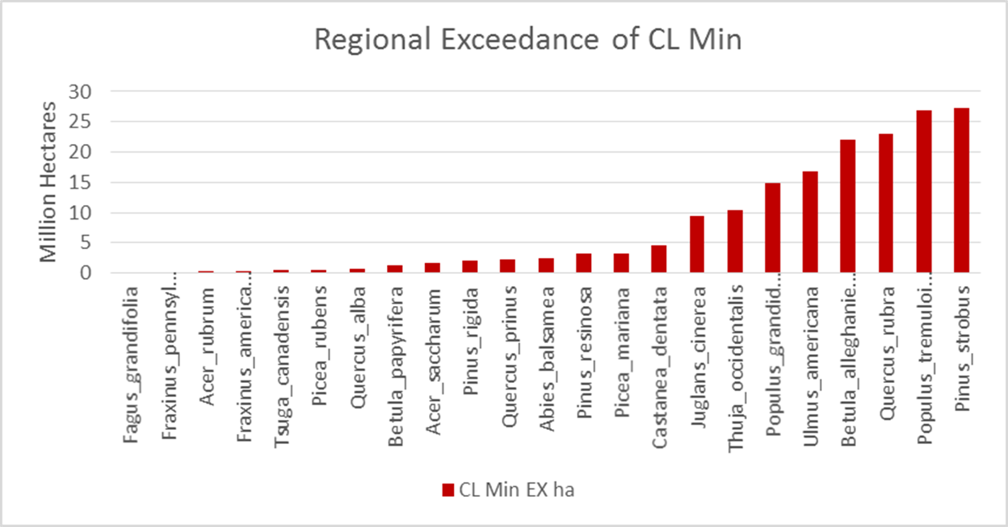 Regional Exceedance of CL Min
Million Hectares
30
25
20
15
10
5
0
Fagus_grandifolia
Fraxinus_pennsyl...
Acer_rubrum
Fraxinus_america...
Tsuga_canadensis
Picea_rubens
Quercus_alba
Betula_papyrifera
Acer_saccharum
Pinus_rigida
Quercus_prinus
Abies_balsamea
Pinus_resinosa
Picea_mariana
Castanea_dentata
Juglans_cinerea
Thuja_occidentalis
Populus_grandid...
Ulmus_americana
Betula_alleghanie...
Quercus_rubra
Populus_tremuloi...
Pinus_strobus
CL Min EX ha